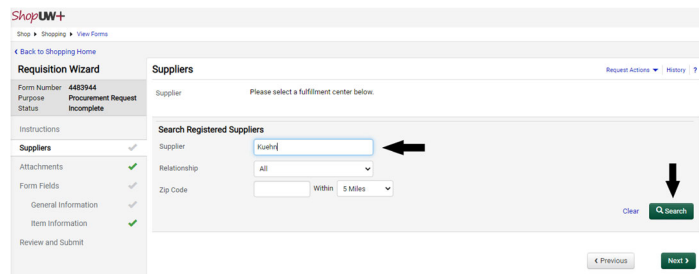 ShopUW+
Shop ▸ Shopping ▸ View Forms
‹ Back to Shopping Home
Requisition Wizard
Form Number 4483944
Purpose Procurement Request
Status Incomplete
Instructions
Suppliers
Attachments
Form Fields
General Information
Item Information
Review and Submit
Suppliers
Request Actions ▼ | History | ?
Supplier Please select a fulfillment center below.
Search Registered Suppliers
Supplier Kuehn
Relationship All
Zip Code Within 5 Miles
Clear Search
‹ Previous Next ›